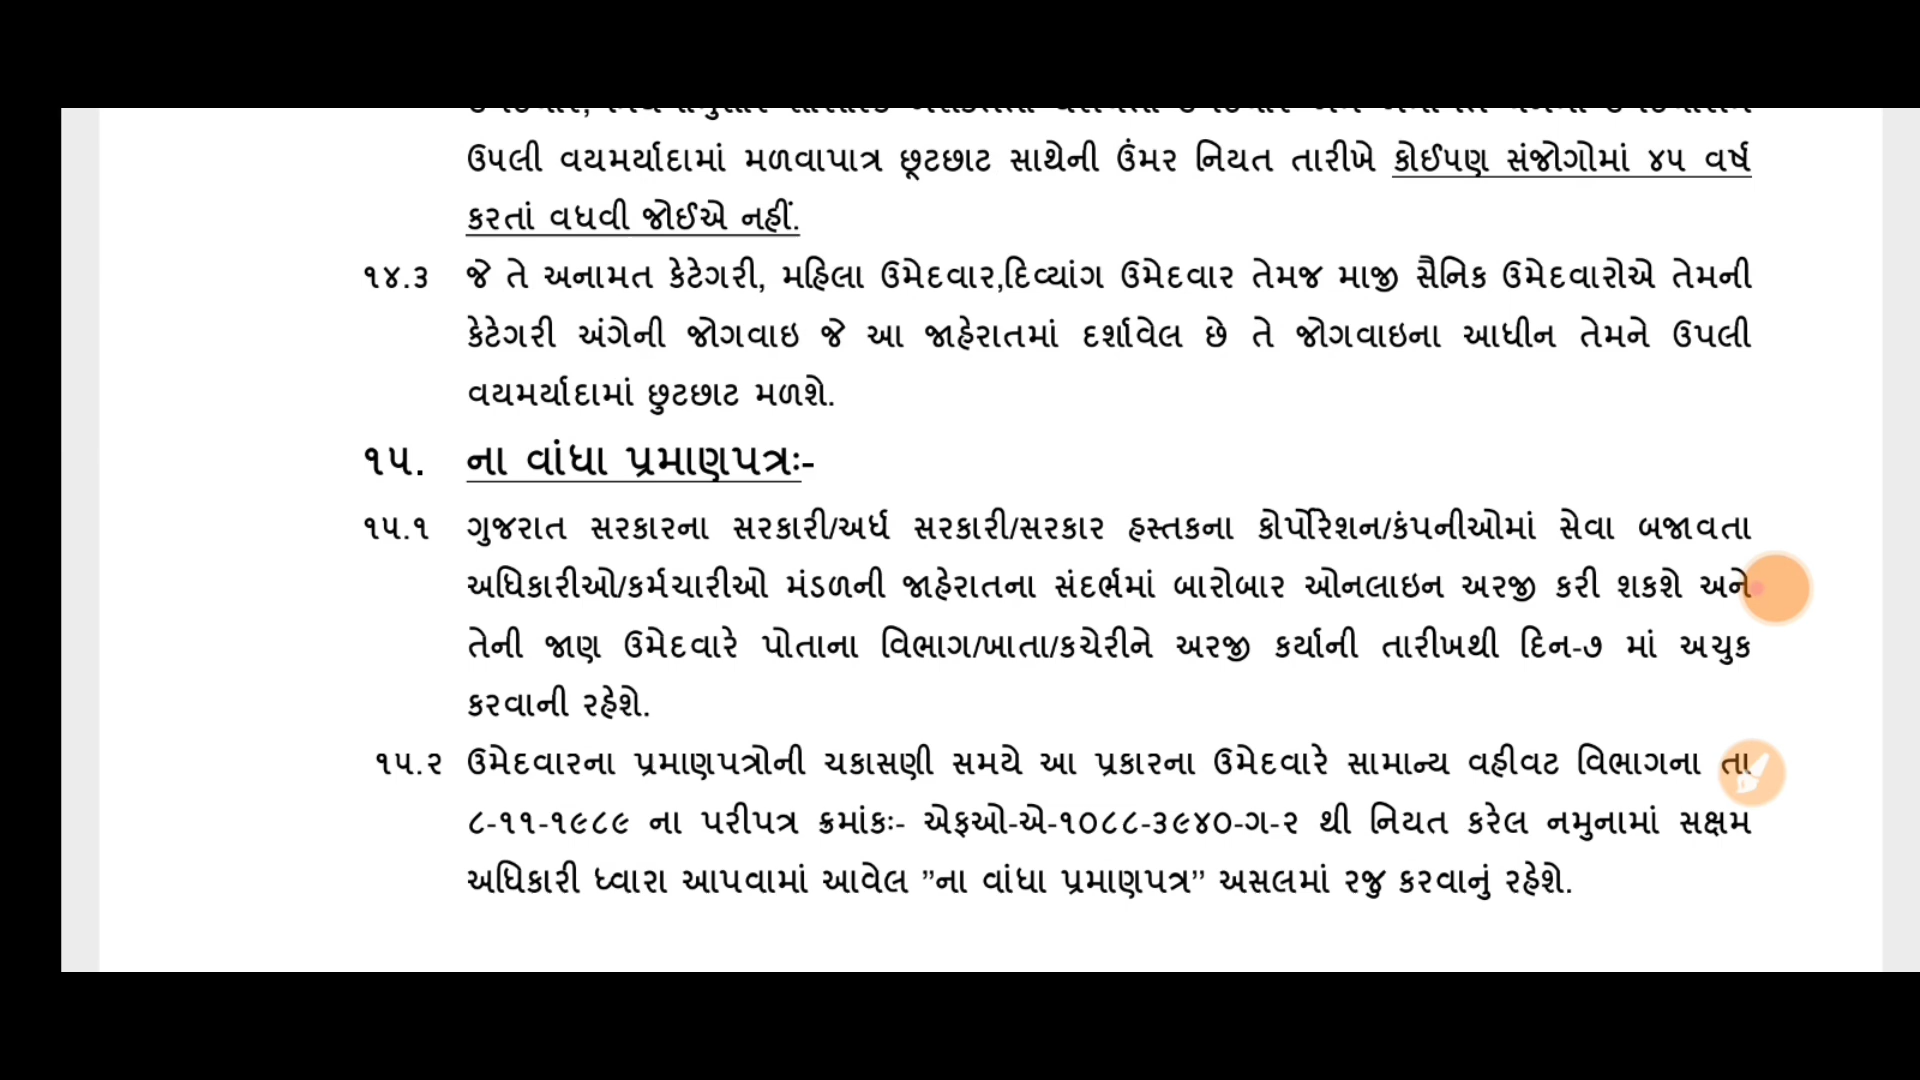 ઉપલી વયમર્યાદામાં મળવાપાત્ર છૂટછાટ સાથેની ઉંમર નિયત તારીખે કોઈપણ સંજોગોમાં ૪૫ વર્ષ
કરતાં વધવી જોઈએ નહીં.
૧૪.૩ જે તે અનામત કેટેગરી, મહિલા ઉમેદવાર,દિવ્યાંગ ઉમેદવાર તેમજ માજી સૈનિક ઉમેદવારોએ તેમની
કેટેગરી અંગેની જોગવાઇ જે આ જાહેરાતમાં દર્શાવેલ છે તે જોગવાઇના આધીન તેમને ઉપલી
વયમર્યાદામાં છુટછાટ મળશે.
૧૫. ના વાંધા પ્રમાણપત્રઃ-
૧૫.૧ ગુજરાત સરકારના સરકારી/અર્ધ સરકારી/સરકાર હસ્તકના કોર્પોરેશન/કંપનીઓમાં સેવા બજાવતા
અધિકારીઓ/કર્મચારીઓ મંડળની જાહેરાતના સંદર્ભમાં બારોબાર ઓનલાઇન અરજી કરી શકશે અને
તેની જાણ ઉમેદવારે પોતાના વિભાગ/ખાતા/કચેરીને અરજી કર્યાની તારીખથી દિન-૭ માં અચુક
કરવાની રહેશે.
૧૫.૨ ઉમેદવારના પ્રમાણપત્રોની ચકાસણી સમયે આ પ્રકારના ઉમેદવારે સામાન્ય વહીવટ વિભાગના તા
૮-૧૧-૧૯૮૯ ના પરીપત્ર ક્રમાંકઃ- એફઓ-એ-૧૦૮૮-૩૯૪૦-ગ-૨ થી નિયત કરેલ નમુનામાં સક્ષમ
અધિકારી ધ્વારા આપવામાં આવેલ ”ના વાંધા પ્રમાણપત્ર” અસલમાં રજુ કરવાનું રહેશે.